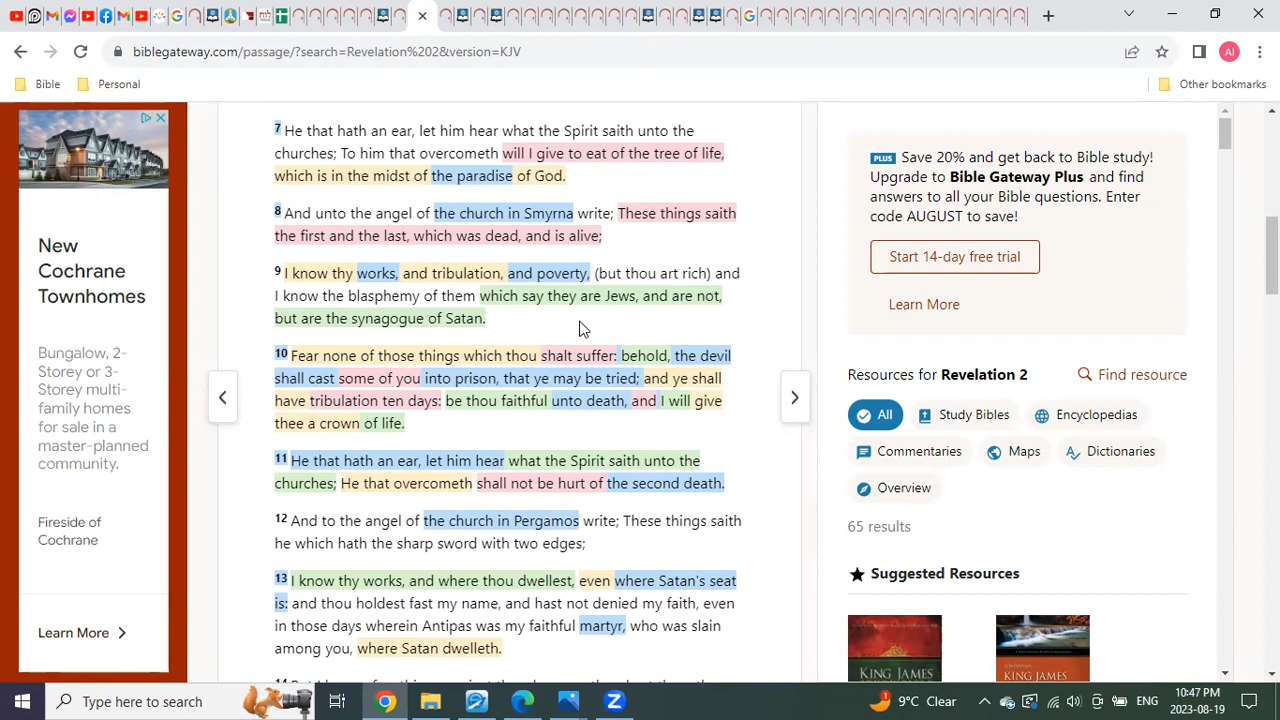 biblegateway.com/passage/?search=Revelation%202&version=KJV
AI
Bible
Personal
Other bookmarks
New
Cochrane
Townhomes
Bungalow, 2-
Storey or 3-
Storey multi-
family homes
for sale in a
master-planned
community.
Fireside of
Cochrane
Learn More
7 He that hath an ear, let him hear what the Spirit saith unto the
churches; To him that overcometh will I give to eat of the tree of life,
which is in the midst of the paradise of God.
8 And unto the angel of the church in Smyrna write; These things saith
the first and the last, which was dead, and is alive;
9 I know thy works, and tribulation, and poverty, (but thou art rich) and
I know the blasphemy of them which say they are Jews, and are not,
but are the synagogue of Satan.
10 Fear none of those things which thou shalt suffer: behold, the devil
shall cast some of you into prison, that ye may be tried; and ye shall
have tribulation ten days: be thou faithful unto death, and I will give
thee a crown of life.
11 He that hath an ear, let him hear what the Spirit saith unto the
churches; He that overcometh shall not be hurt of the second death.
12 And to the angel of the church in Pergamos write; These things saith
he which hath the sharp sword with two edges;
13 I know thy works, and where thou dwellest, even where Satan's seat
is: and thou holdest fast my name, and hast not denied my faith, even
in those days wherein Antipas was my faithful martyr, who was slain
among you, where Satan dwelleth.
PLUS Save 20% and get back to Bible study!
Upgrade to Bible Gateway Plus and find
answers to all your Bible questions. Enter
code AUGUST to save!
Start 14-day free trial
Learn More
Resources for Revelation 2
Find resource
All
Study Bibles
Encyclopedias
Commentaries
Maps
Dictionaries
Overview
65 results
Suggested Resources
KING JAMES
KING JAMES
Type here to search
1
9°C Clear
ENG
10:47 PM
2023-08-19